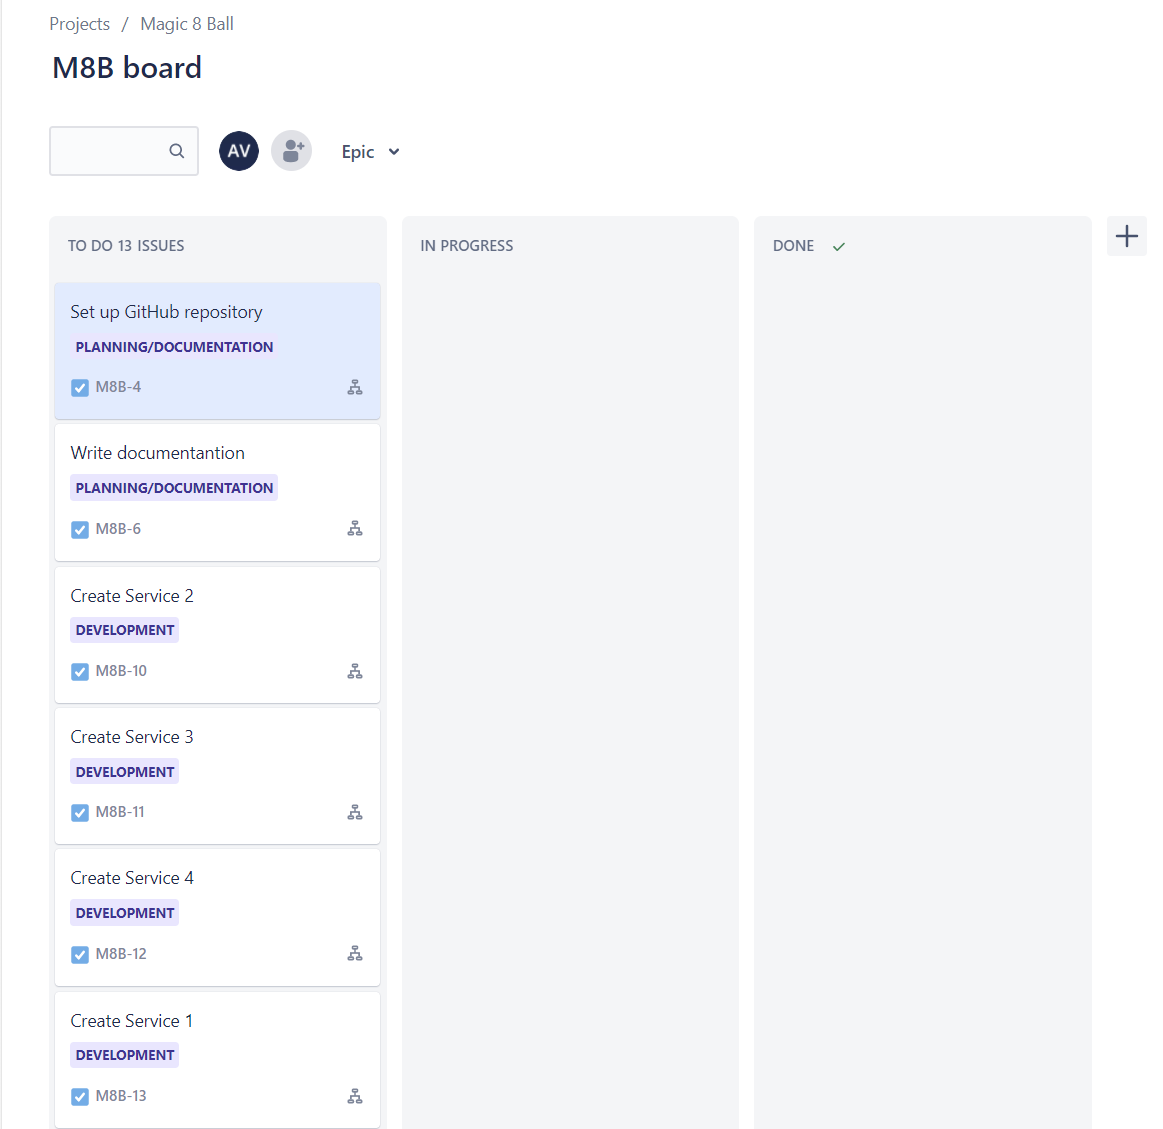 Projects / Magic 8 Ball
M8B board
AV
Epic
TO DO 13 ISSUES
Set up GitHub repository
PLANNING/DOCUMENTATION
M8B-4
Write documentantion
PLANNING/DOCUMENTATION
M8B-6
Create Service 2
DEVELOPMENT
M8B-10
Create Service 3
DEVELOPMENT
M8B-11
Create Service 4
DEVELOPMENT
M8B-12
Create Service 1
DEVELOPMENT
M8B-13
IN PROGRESS
DONE